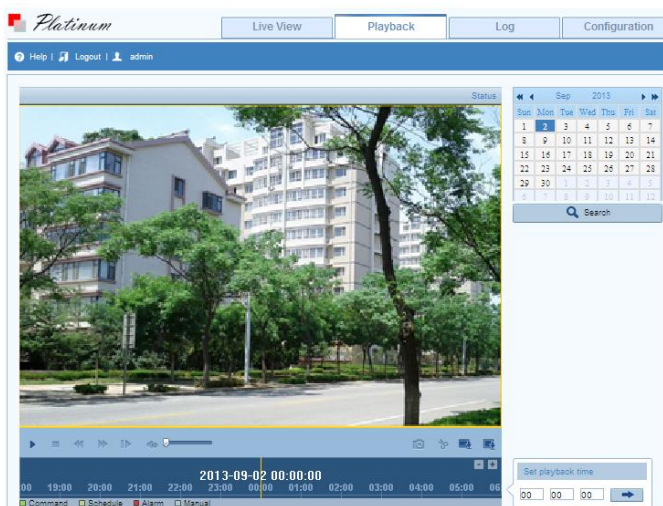 Platinum
Live View Playback Log Configuration
Help | Logout | admin
Status
Sep 2013
Sun Mon Tue Wed Thu Fri Sat
1 2 3 4 5 6 7
8 9 10 11 12 13 14
15 16 17 18 19 20 21
22 23 24 25 26 27 28
29 30 1 2 3 4 5
6 7 8 9 10 11 12
Search
2013-09-02 00:00:00
:00 19:00 20:00 21:00 22:00 23:00 00:00 01:00 02:00 03:00 04:00 05:00 06
Command Schedule Alarm Manual
Set playback time
00 00 00